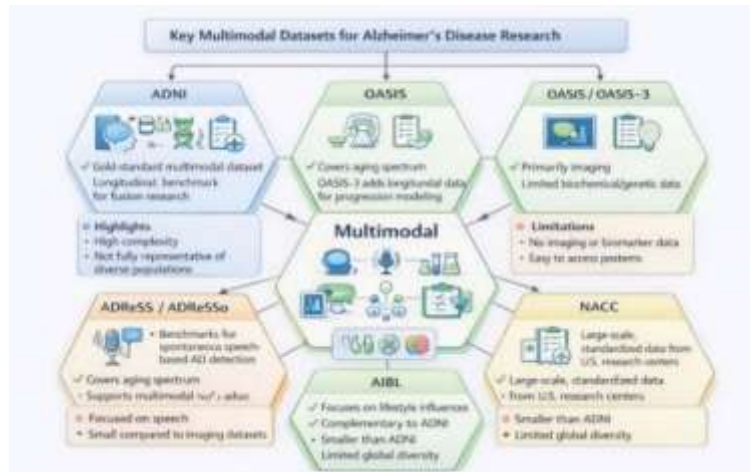 Key Multimodal Datasets for Alzheimer's Disease Research
ADNI
✓ Gold-standard multimodal dataset
Longitudinal, benchmark
for fusion research
Highlights
• High complexity
• Not fully representative of
diverse populations
OASIS
✓ Covers aging spectrum
OASIS-3 adds longitundal data
for progression modeling
OASIS / OASIS-3
✓ Primarily imaging
Limited biochemical/genetic data
Limitations
• No imaging or biomarker data
• Easy to access
Multimodal
ADReSS / ADReSSo
• Benchmarks for
spontaneous speech-
based AD detection
✓ Covers aging spectrum
• Supports multimodal
Focused on speech
• Small compared to imaging datasets
AIBL
✓ Focuses on lifestyle influences
✓ Complementary to ADNI
• Smaller than ADNI
Limited global diversity
NACC
Large-scale,
standardized data from
U.S. research centers
✓ Large-scale, standardized data
• from U.S. research centers
Smaller than ADNI
• Limited global diversity